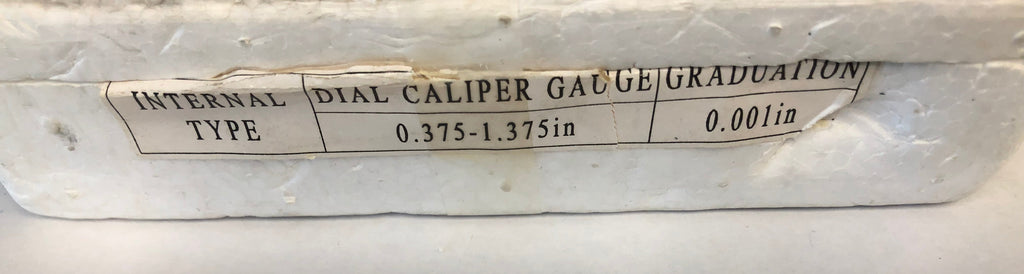 INTERNAL TYPE
DIAL CALIPER GAUGE
0.375-1.375in
GRADUATION
0.001in